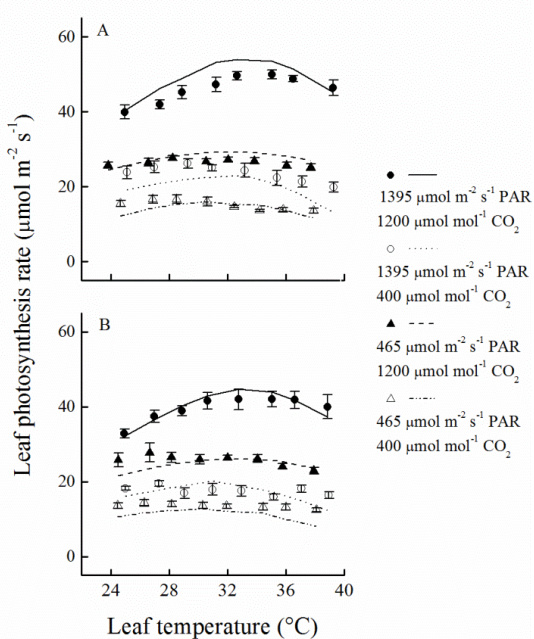 A
60
40
20
0
B
60
40
20
0
24
28
32
36
40
Leaf temperature (°C)
Leaf photosynthesis rate (μmol m⁻² s⁻¹)
1395 μmol m⁻² s⁻¹ PAR
1200 μmol mol⁻¹ CO₂
1395 μmol m⁻² s⁻¹ PAR
400 μmol mol⁻¹ CO₂
465 μmol m⁻² s⁻¹ PAR
1200 μmol mol⁻¹ CO₂
465 μmol m⁻² s⁻¹ PAR
400 μmol mol⁻¹ CO₂